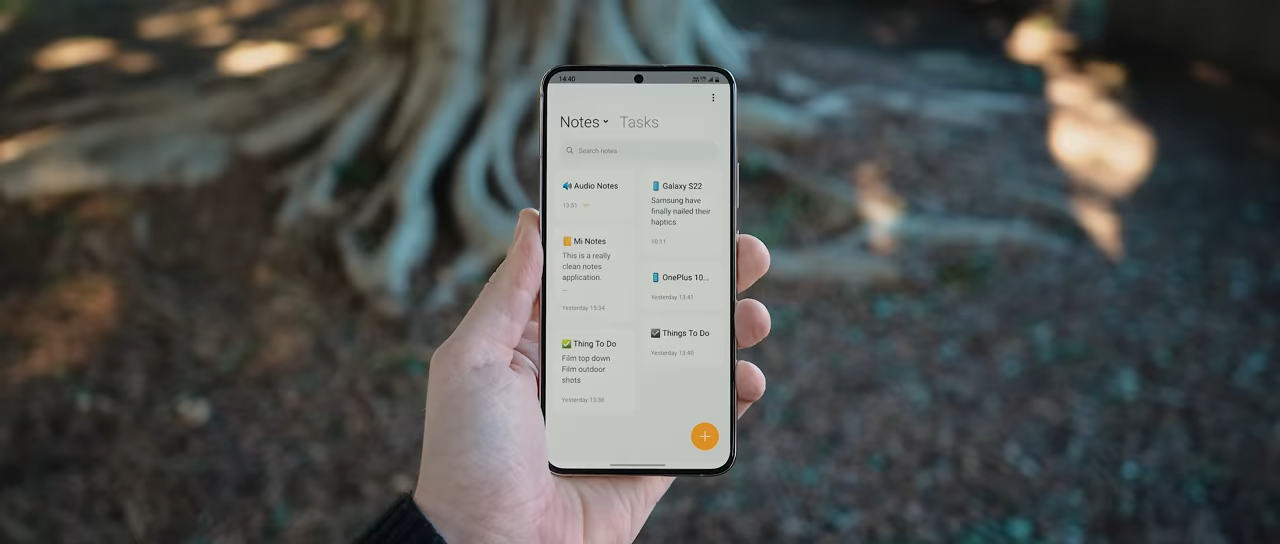 14:40
Notes Tasks
Search notes
Audio Notes
13:51
Mi Notes
This is a really
clean notes
application.
...
Yesterday 15:34
Thing To Do
Film top down
Film outdoor
shots
Yesterday 13:38
Galaxy S22
Samsung have
finally nailed their
haptics
10:11
OnePlus 10...
Yesterday 13:41
Things To Do
Yesterday 13:40